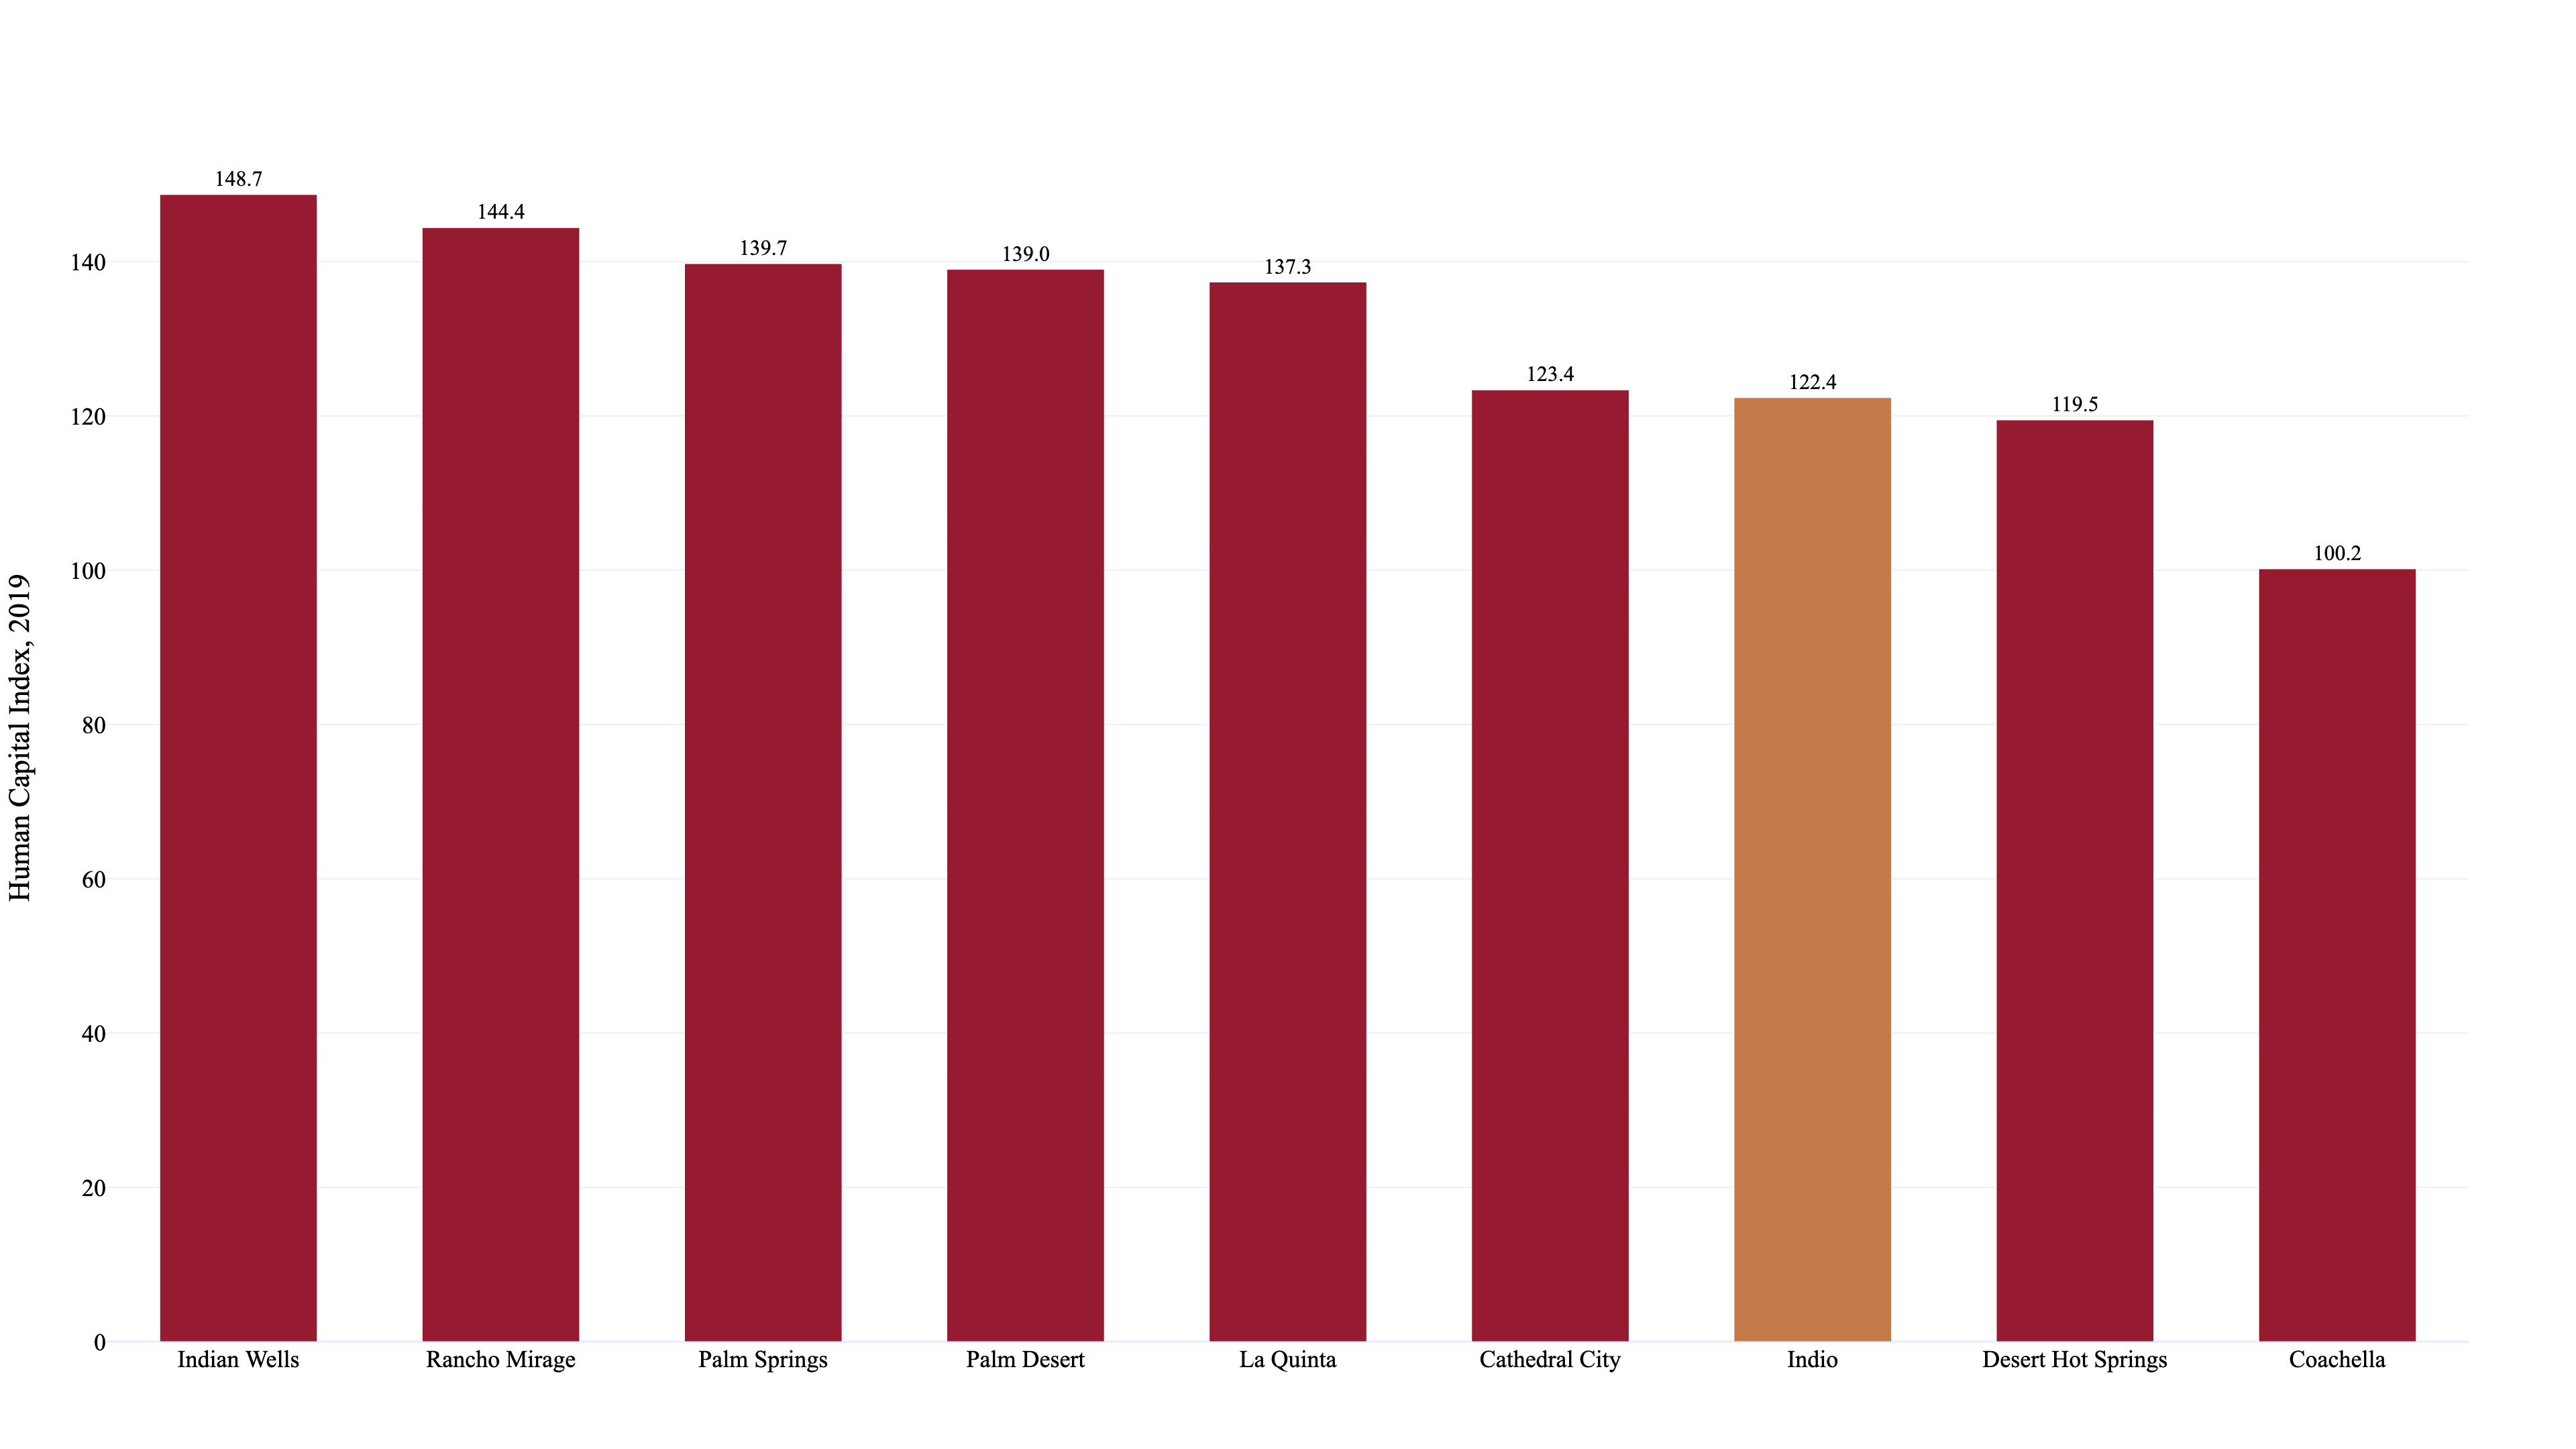 Human Capital Index, 2019
148.7
144.4
139.7
139.0
137.3
123.4
122.4
119.5
100.2
140
120
100
80
60
40
20
0
Indian Wells
Rancho Mirage
Palm Springs
Palm Desert
La Quinta
Cathedral City
Indio
Desert Hot Springs
Coachella